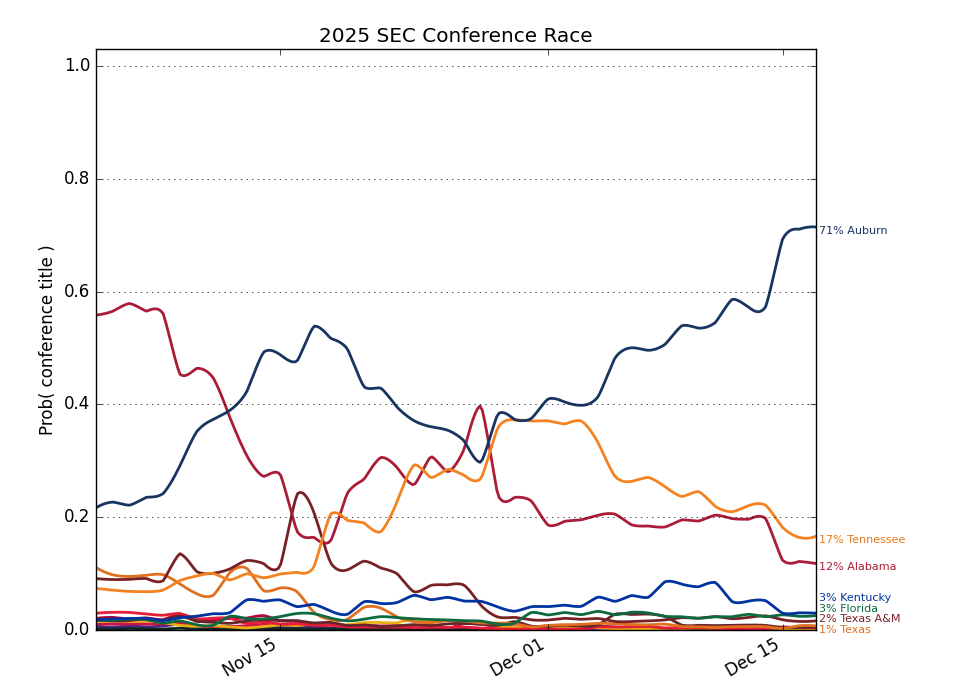 2025 SEC Conference Race
1.0
0.8
0.6
0.4
0.2
0.0
Prob( conference title )
71% Auburn
17% Tennessee
12% Alabama
3% Kentucky
3% Florida
2% Texas A&M
1% Texas
Nov 15
Dec 01
Dec 15